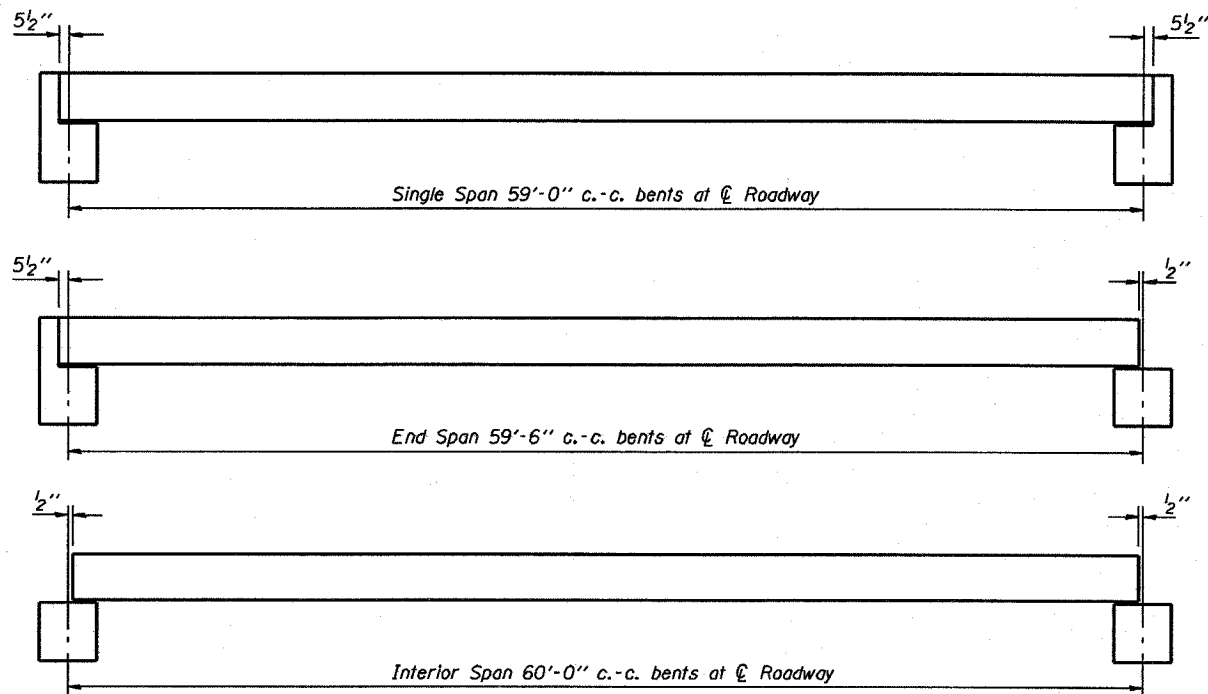 5½" 5½"
Single Span 59'-0" c.-c. bents at ℄ Roadway
5½" ½"
End Span 59'-6" c.-c. bents at ℄ Roadway
½" ½"
Interior Span 60'-0" c.-c. bents at ℄ Roadway